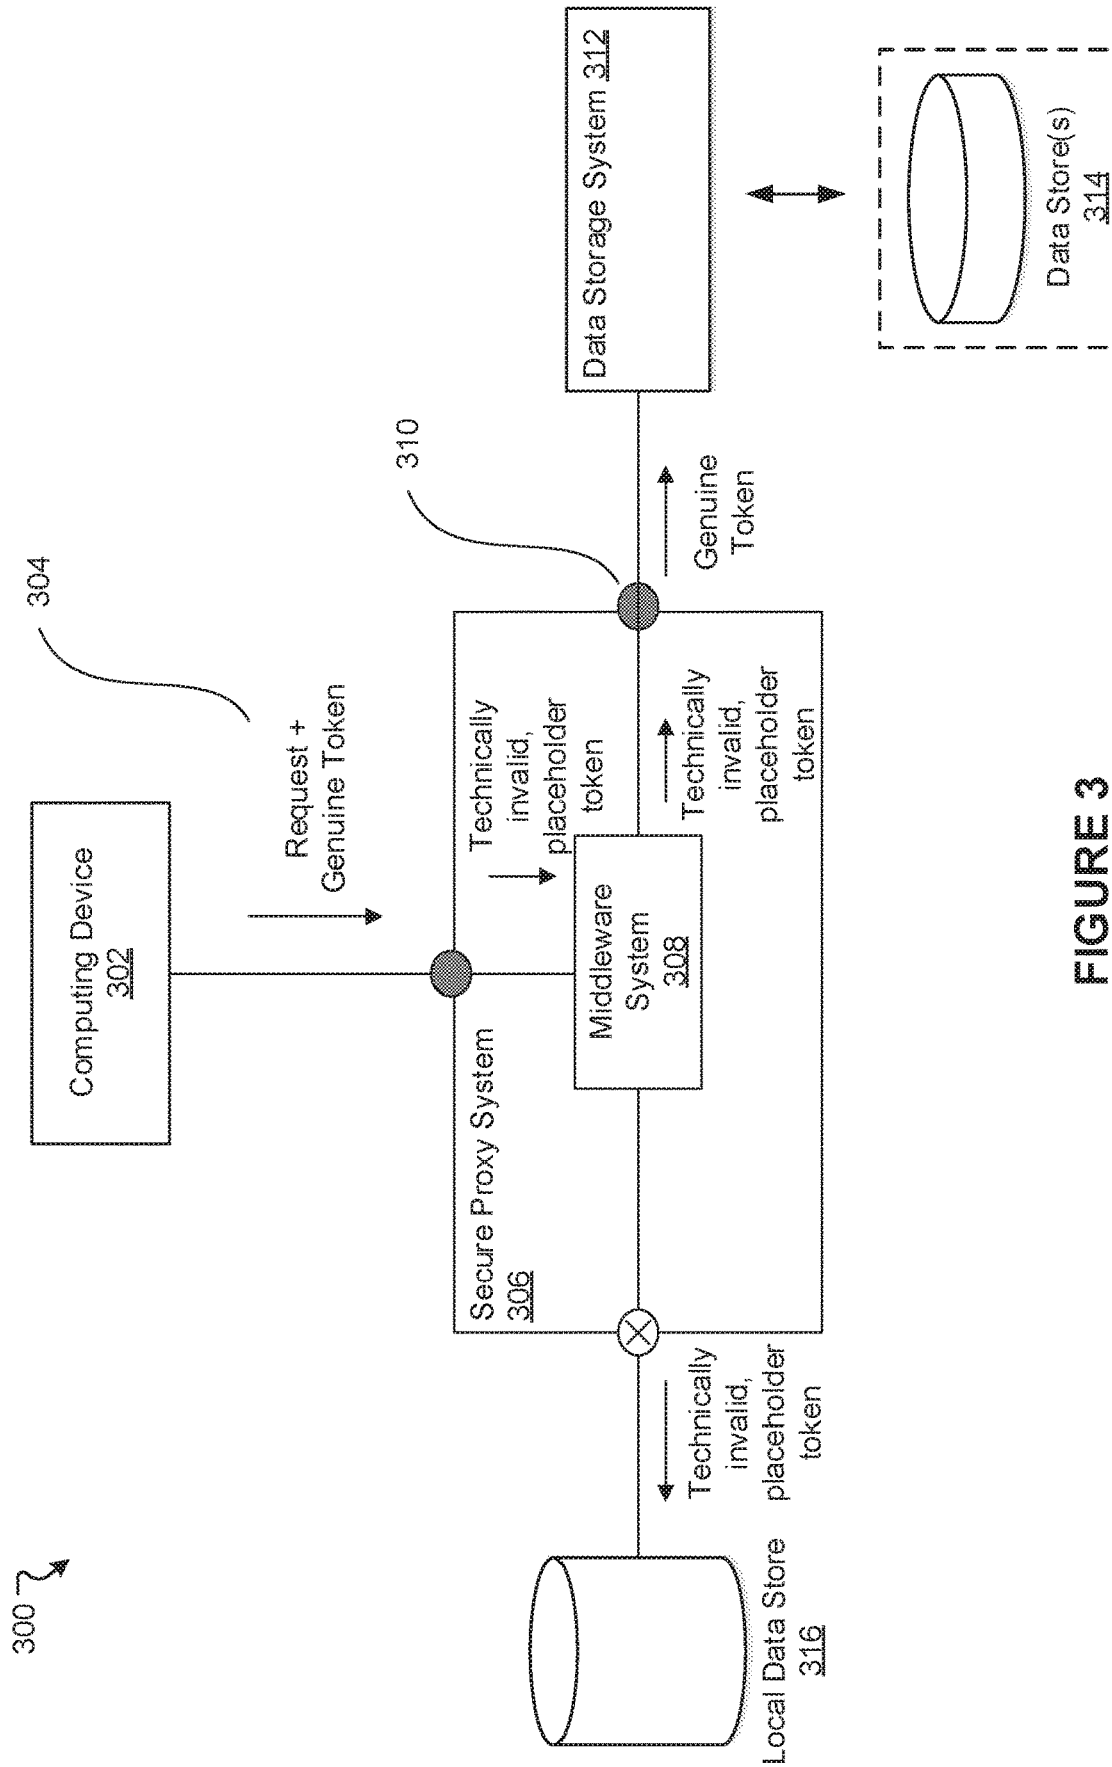 300
Computing Device
302
304
Request +
Genuine Token
Secure Proxy System
306
Technically
invalid,
placeholder
token
310
Middleware
System
308
Technically
invalid,
placeholder
token
Genuine
Token
Data Storage System 312
Data Store(s)
314
Technically
invalid,
placeholder
token
Local Data Store
316
FIGURE 3